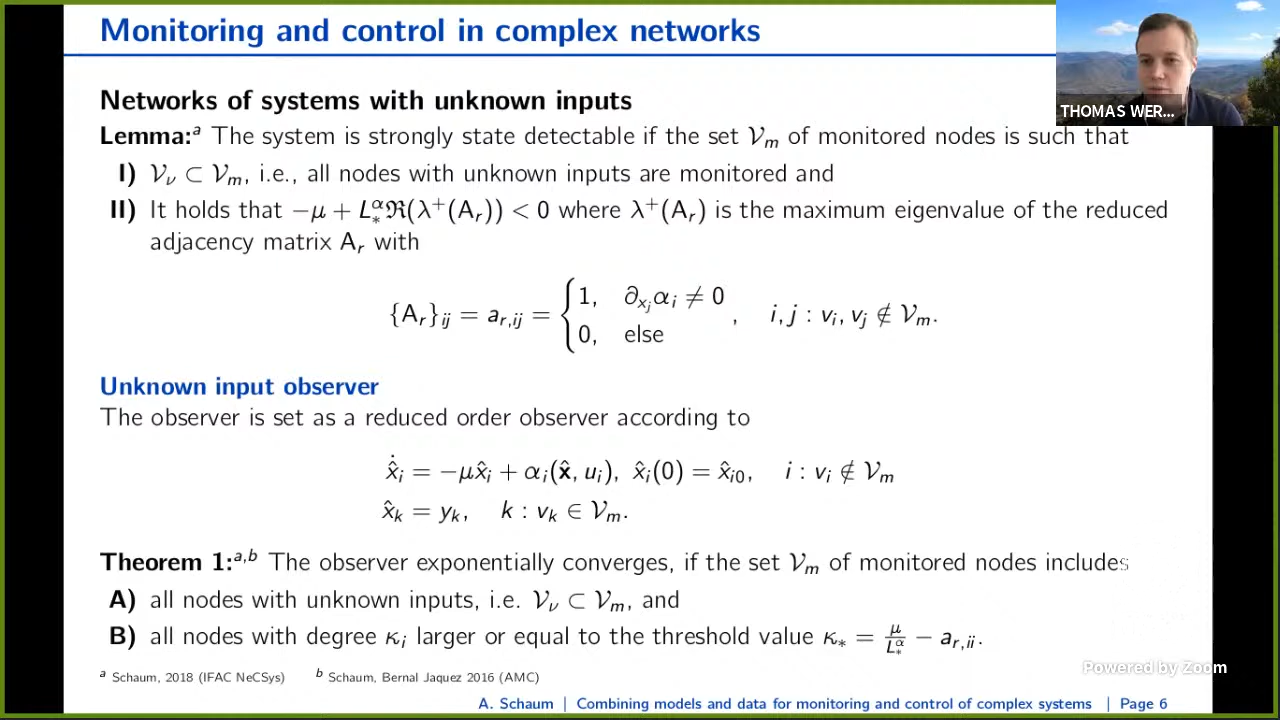 Monitoring and control in complex networks
THOMAS WER...
Networks of systems with unknown inputs
Lemma:ᵃ The system is strongly state detectable if the set 𝒱ₘ of monitored nodes is such that
I) 𝒱_ν ⊂ 𝒱ₘ, i.e., all nodes with unknown inputs are monitored and
II) It holds that −μ + L_*^α ℜ(λ⁺(Aᵣ)) < 0 where λ⁺(Aᵣ) is the maximum eigenvalue of the reduced
adjacency matrix Aᵣ with
{Aᵣ}ᵢⱼ = aᵣ,ᵢⱼ = { 1, ∂ₓⱼαᵢ ≠ 0
0, else , i, j : vᵢ, vⱼ ∉ 𝒱ₘ.
Unknown input observer
The observer is set as a reduced order observer according to
ẋ̂ᵢ = −μx̂ᵢ + αᵢ(x̂, uᵢ), x̂ᵢ(0) = x̂ᵢ₀, i : vᵢ ∉ 𝒱ₘ
x̂ₖ = yₖ, k : vₖ ∈ 𝒱ₘ.
Theorem 1:ᵃ,ᵇ The observer exponentially converges, if the set 𝒱ₘ of monitored nodes includes
A) all nodes with unknown inputs, i.e. 𝒱_ν ⊂ 𝒱ₘ, and
B) all nodes with degree κᵢ larger or equal to the threshold value κ_* = μ/L_*^α − aᵣ,ᵢᵢ.
ᵃ Schaum, 2018 (IFAC NeCSys) ᵇ Schaum, Bernal Jaquez 2016 (AMC)
Powered by Zoom
A. Schaum | Combining models and data for monitoring and control of complex systems | Page 6